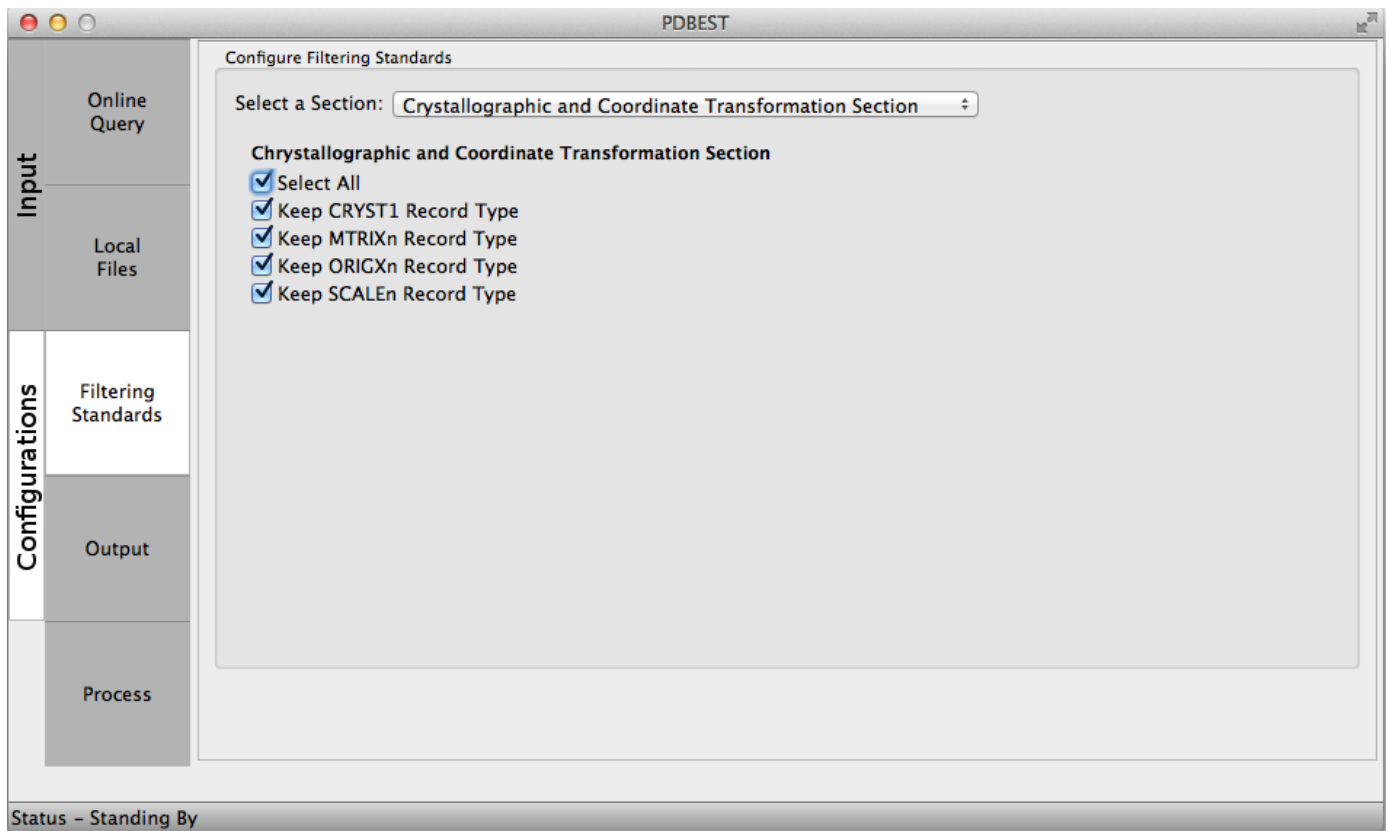 PDBEST
Configure Filtering Standards
Select a Section: Crystallographic and Coordinate Transformation Section
Chrystallographic and Coordinate Transformation Section
Select All
Keep CRYST1 Record Type
Keep MTRIXn Record Type
Keep ORIGXn Record Type
Keep SCALEn Record Type
Input
Online
Query
Local
Files
Configurations
Filtering
Standards
Output
Process
Status - Standing By